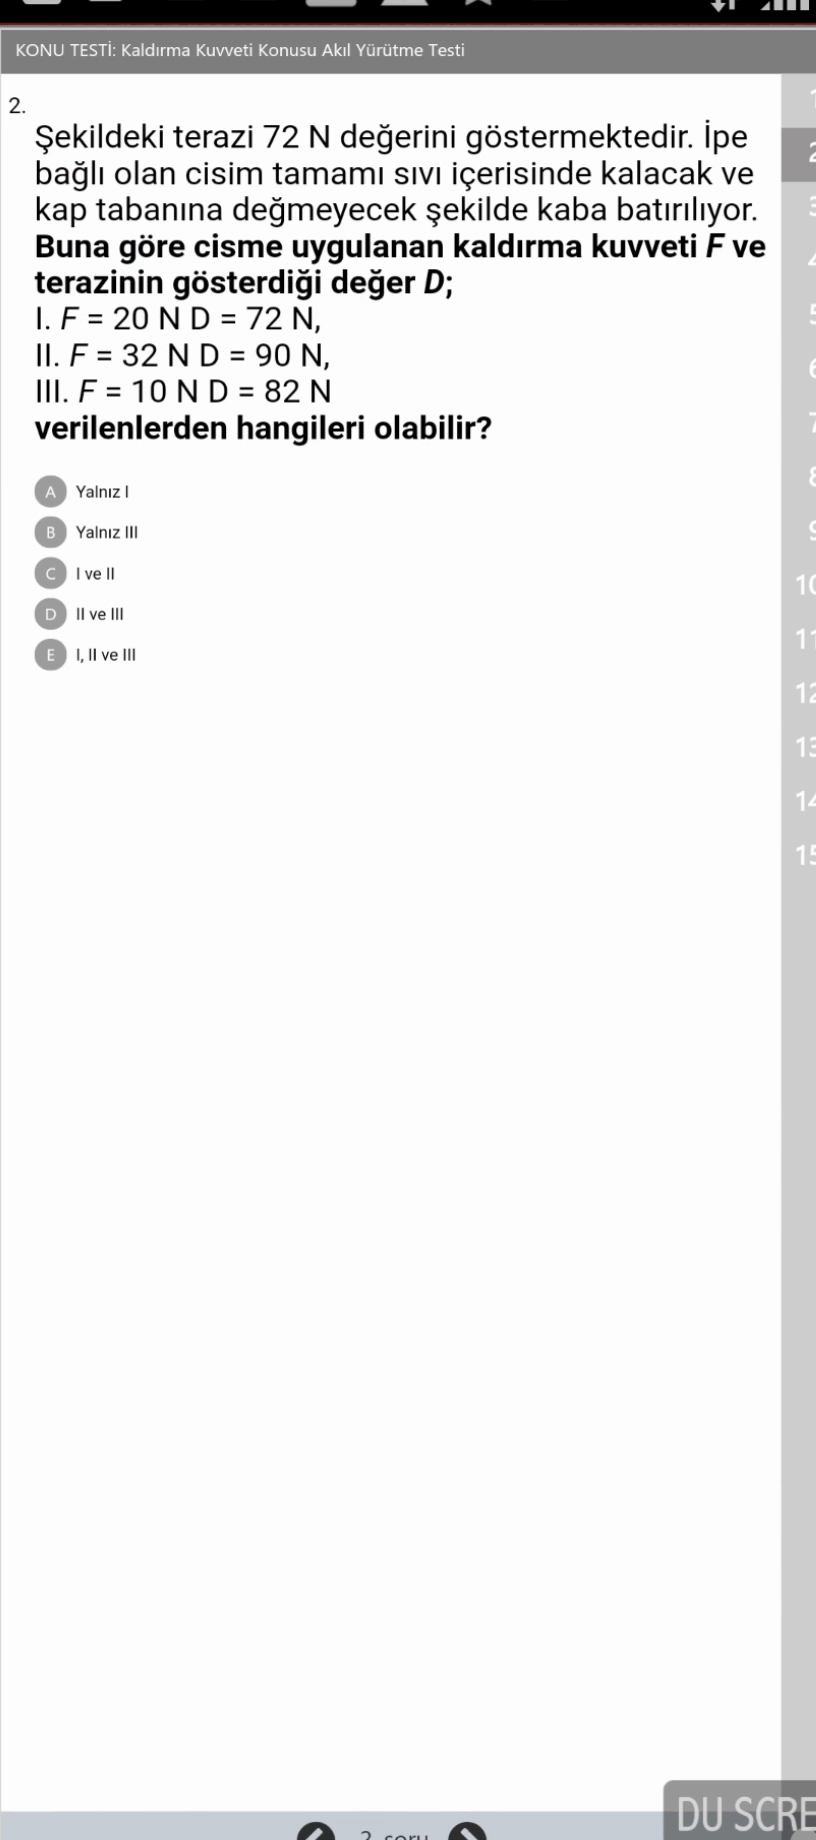 KONU TESTİ: Kaldırma Kuvveti Konusu Akıl Yürütme Testi
2.
Şekildeki terazi 72 N değerini göstermektedir. İpe
bağlı olan cisim tamamı sıvı içerisinde kalacak ve
kap tabanına değmeyecek şekilde kaba batırılıyor.
Buna göre cisme uygulanan kaldırma kuvveti F ve
terazinin gösterdiği değer D;
I. F = 20 N D = 72 N,
II. F = 32 N D = 90 N,
III. F = 10 N D = 82 N
verilenlerden hangileri olabilir?
A Yalnız I
B Yalnız III
C I ve II
D II ve III
E I, II ve III
10
11
12
13
14
15
2. soru
DU SCRE